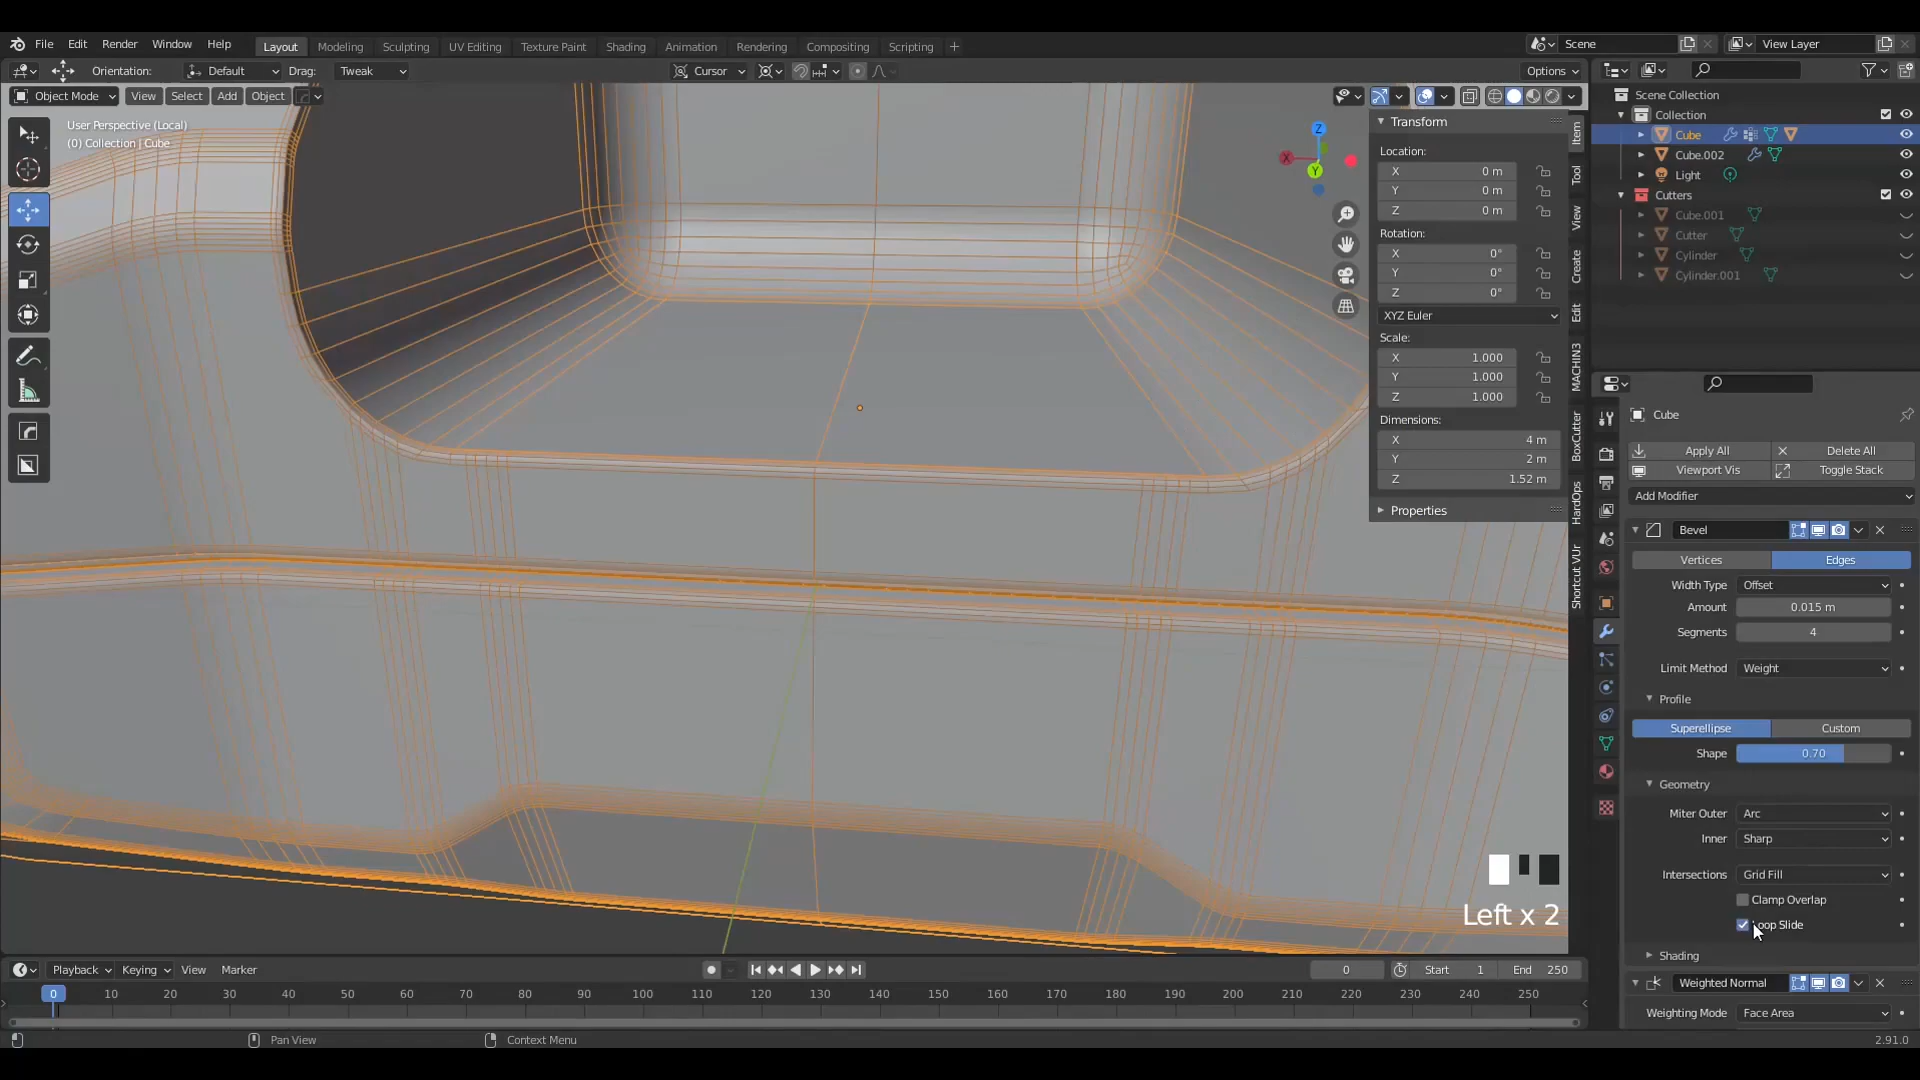 File Edit Render Window Help Layout Modeling Sculpting UV Editing Texture Paint Shading Animation Rendering Compositing Scripting + Scene View Layer
Orientation: Default Drag: Tweak Cursor Options
Object Mode View Select Add Object
User Perspective (Local)
(0) Collection | Cube
Z
X
Y
Transform
Location:
X 0 m
Y 0 m
Z 0 m
Rotation:
X 0°
Y 0°
Z 0°
XYZ Euler
Scale:
X 1.000
Y 1.000
Z 1.000
Dimensions:
X 4 m
Y 2 m
Z 1.52 m
Properties
Item
Tool
View
Create
Edit
MACHIN3
BoxCutter
HardOps
Shortcut VUr
Scene Collection
Collection
Cube
Cube.002
Light
Cutters
Cube.001
Cutter
Cylinder
Cylinder.001
Cube
Apply All Delete All
Viewport Vis Toggle Stack
Add Modifier
Bevel
Vertices Edges
Width Type Offset
Amount 0.015 m
Segments 4
Limit Method Weight
Profile
Superellipse Custom
Shape 0.70
Geometry
Miter Outer Arc
Inner Sharp
Intersections Grid Fill
Clamp Overlap
Loop Slide
Shading
Weighted Normal
Weighting Mode Face Area
Left x 2
Playback Keying View Marker 0 Start 1 End 250
0 10 20 30 40 50 60 70 80 90 100 110 120 130 140 150 160 170 180 190 200 210 220 230 240 250
Pan View Context Menu 2.91.0